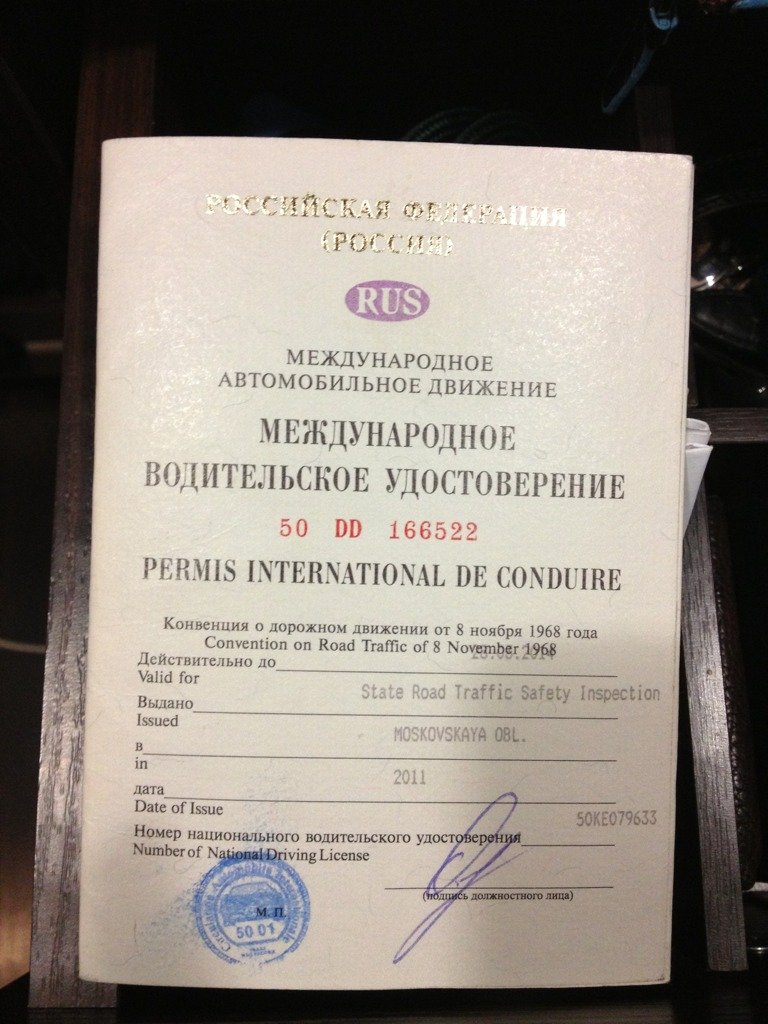 РОССИЙСКАЯ ФЕДЕРАЦИЯ
(РОССИЯ)
RUS
МЕЖДУНАРОДНОЕ
АВТОМОБИЛЬНОЕ ДВИЖЕНИЕ
МЕЖДУНАРОДНОЕ
ВОДИТЕЛЬСКОЕ УДОСТОВЕРЕНИЕ
50 DD 166522
PERMIS INTERNATIONAL DE CONDUIRE
Конвенция о дорожном движении от 8 ноября 1968 года
Convention on Road Traffic of 8 November 1968
Действительно до
Valid for
State Road Traffic Safety Inspection
Выдано
Issued
MOSKOVSKAYA OBL.
в
in
2011
дата
Date of Issue
50KE079633
Номер национального водительского удостоверения
Number of National Driving License
(подпись должностного лица)
М. П.
50 01